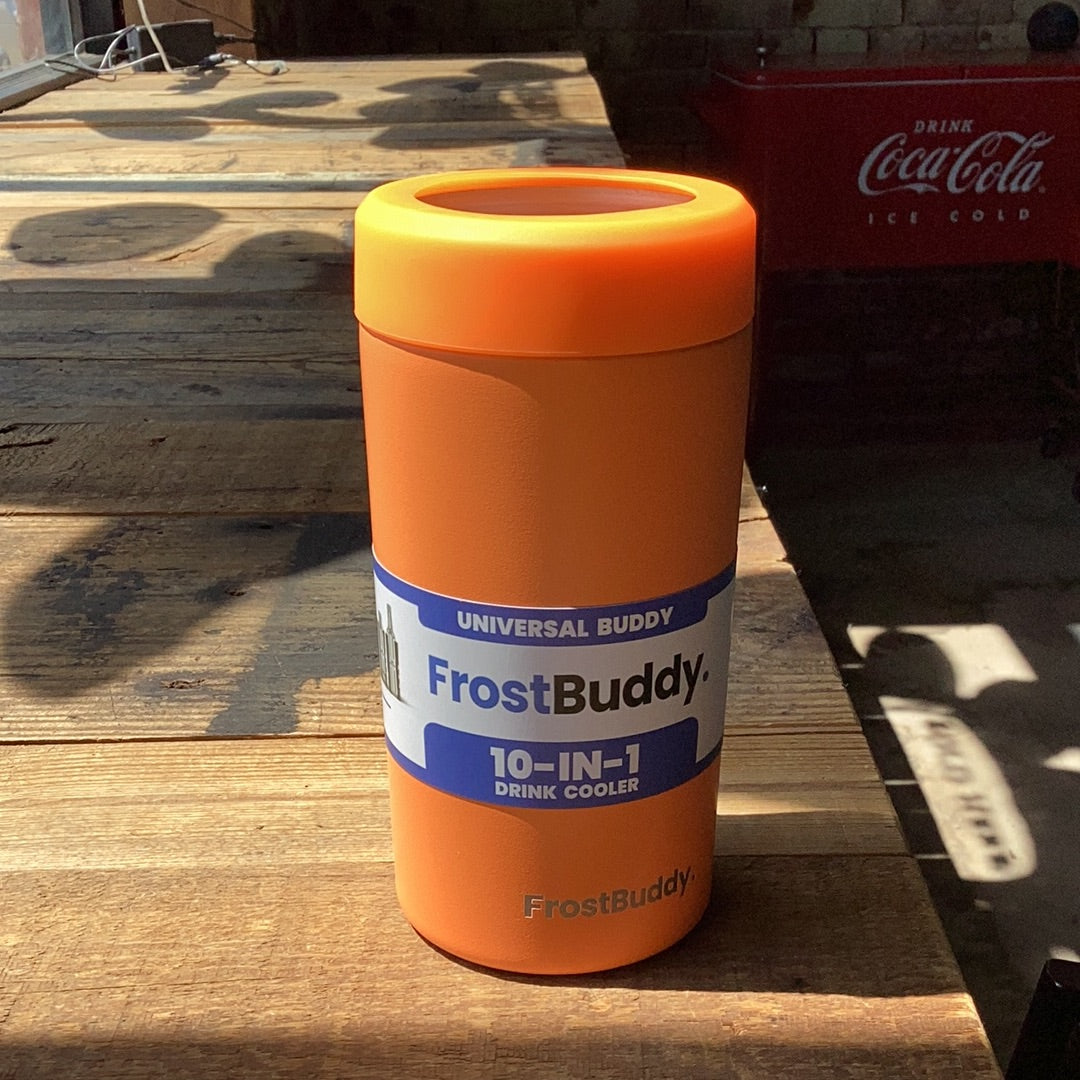 DRINK
Coca-Cola
ICE COLD
UNIVERSAL BUDDY
FrostBuddy.
10-IN-1
DRINK COOLER
FrostBuddy.